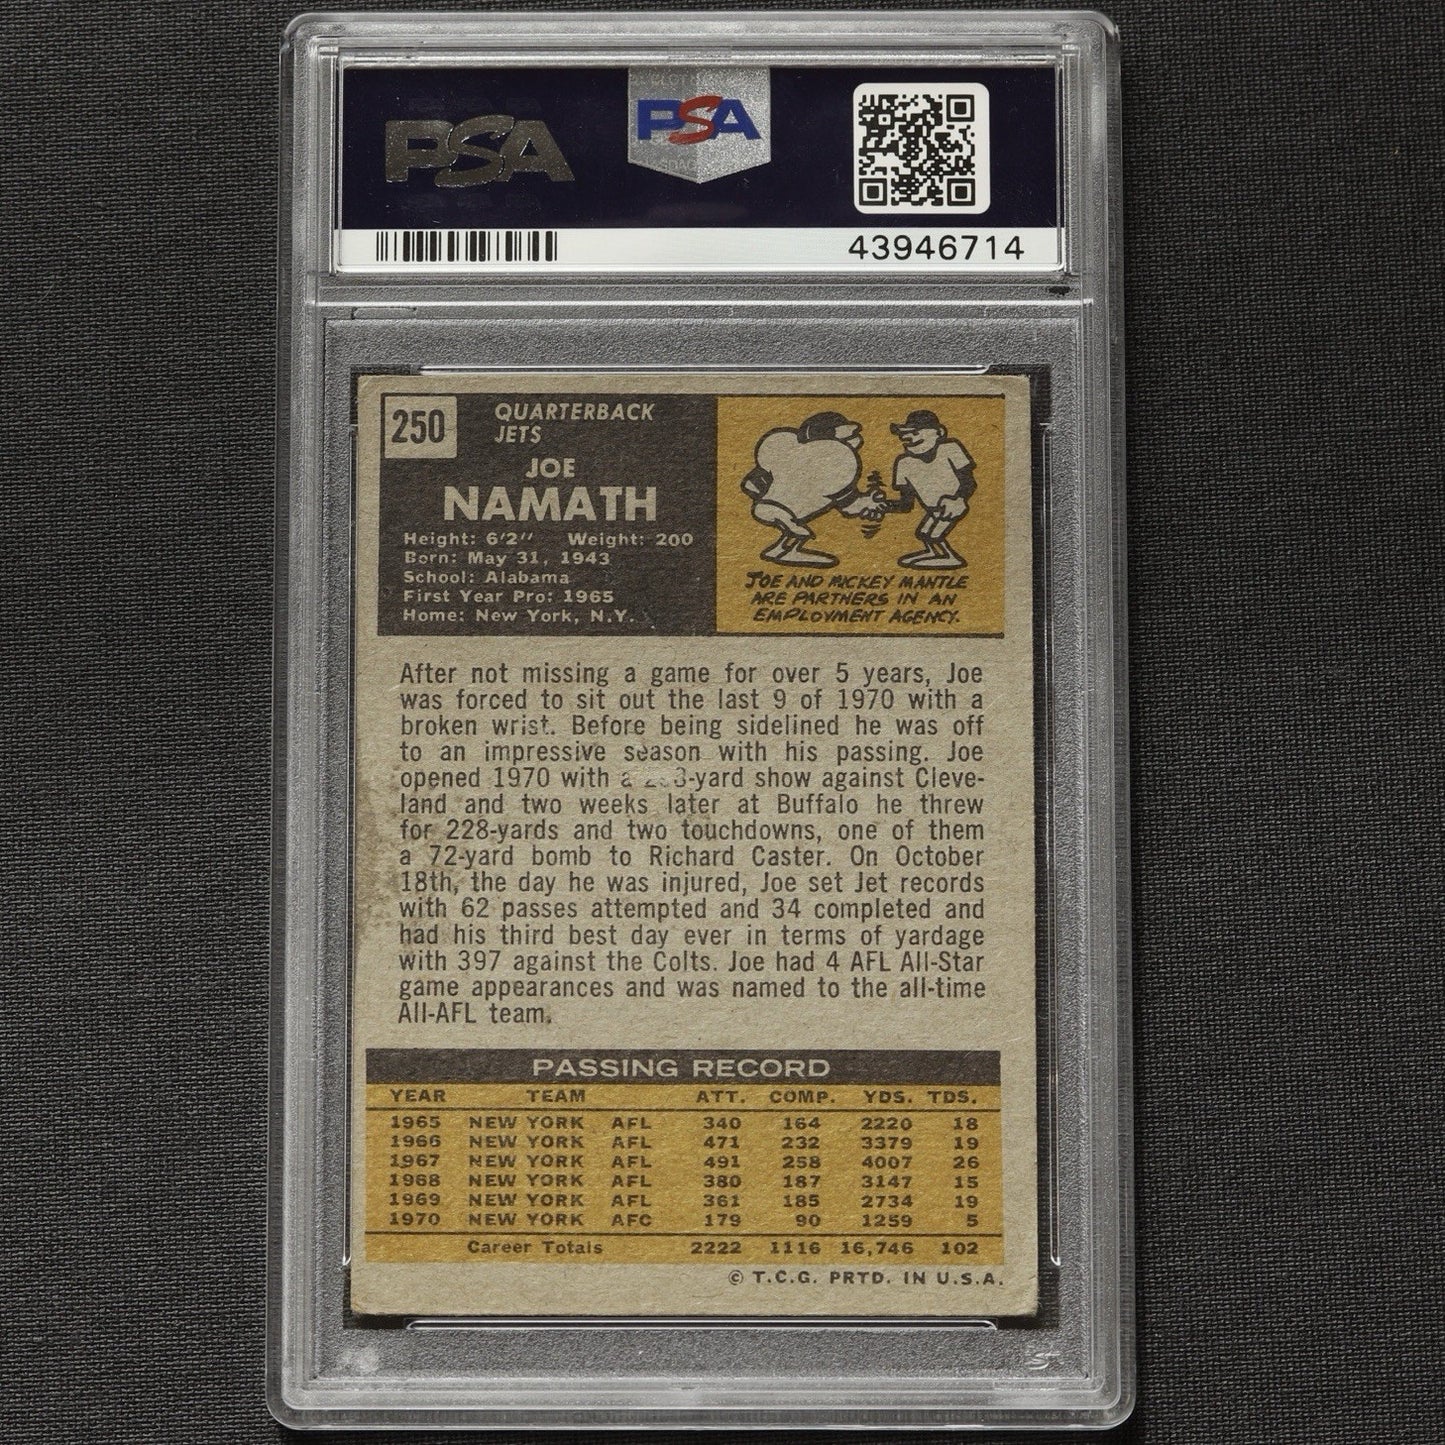 PSA
PSA
43946714
250
QUARTERBACK
JETS
JOE
NAMATH
Height: 6'2" Weight: 200
Born: May 31, 1943
School: Alabama
First Year Pro: 1965
Home: New York, N.Y.
JOE AND MICKEY MANTLE
ARE PARTNERS IN AN
EMPLOYMENT AGENCY.
After not missing a game for over 5 years, Joe
was forced to sit out the last 9 of 1970 with a
broken wrist. Before being sidelined he was off
to an impressive season with his passing. Joe
opened 1970 with a -yard show against Cleve-
land and two weeks later at Buffalo he threw
for 228-yards and two touchdowns, one of them
a 72-yard bomb to Richard Caster. On October
18th, the day he was injured, Joe set Jet records
with 62 passes attempted and 34 completed and
had his third best day ever in terms of yardage
with 397 against the Colts. Joe had 4 AFL All-Star
game appearances and was named to the all-time
All-AFL team.
PASSING RECORD
YEAR TEAM ATT. COMP. YDS. TDS.
1965 NEW YORK AFL 340 164 2220 18
1966 NEW YORK AFL 471 232 3379 19
1967 NEW YORK AFL 491 258 4007 26
1968 NEW YORK AFL 380 187 3147 15
1969 NEW YORK AFL 361 185 2734 19
1970 NEW YORK AFC 179 90 1259 5
Career Totals 2222 1116 16,746 102
© T.C.G. PRTD. IN U.S.A.